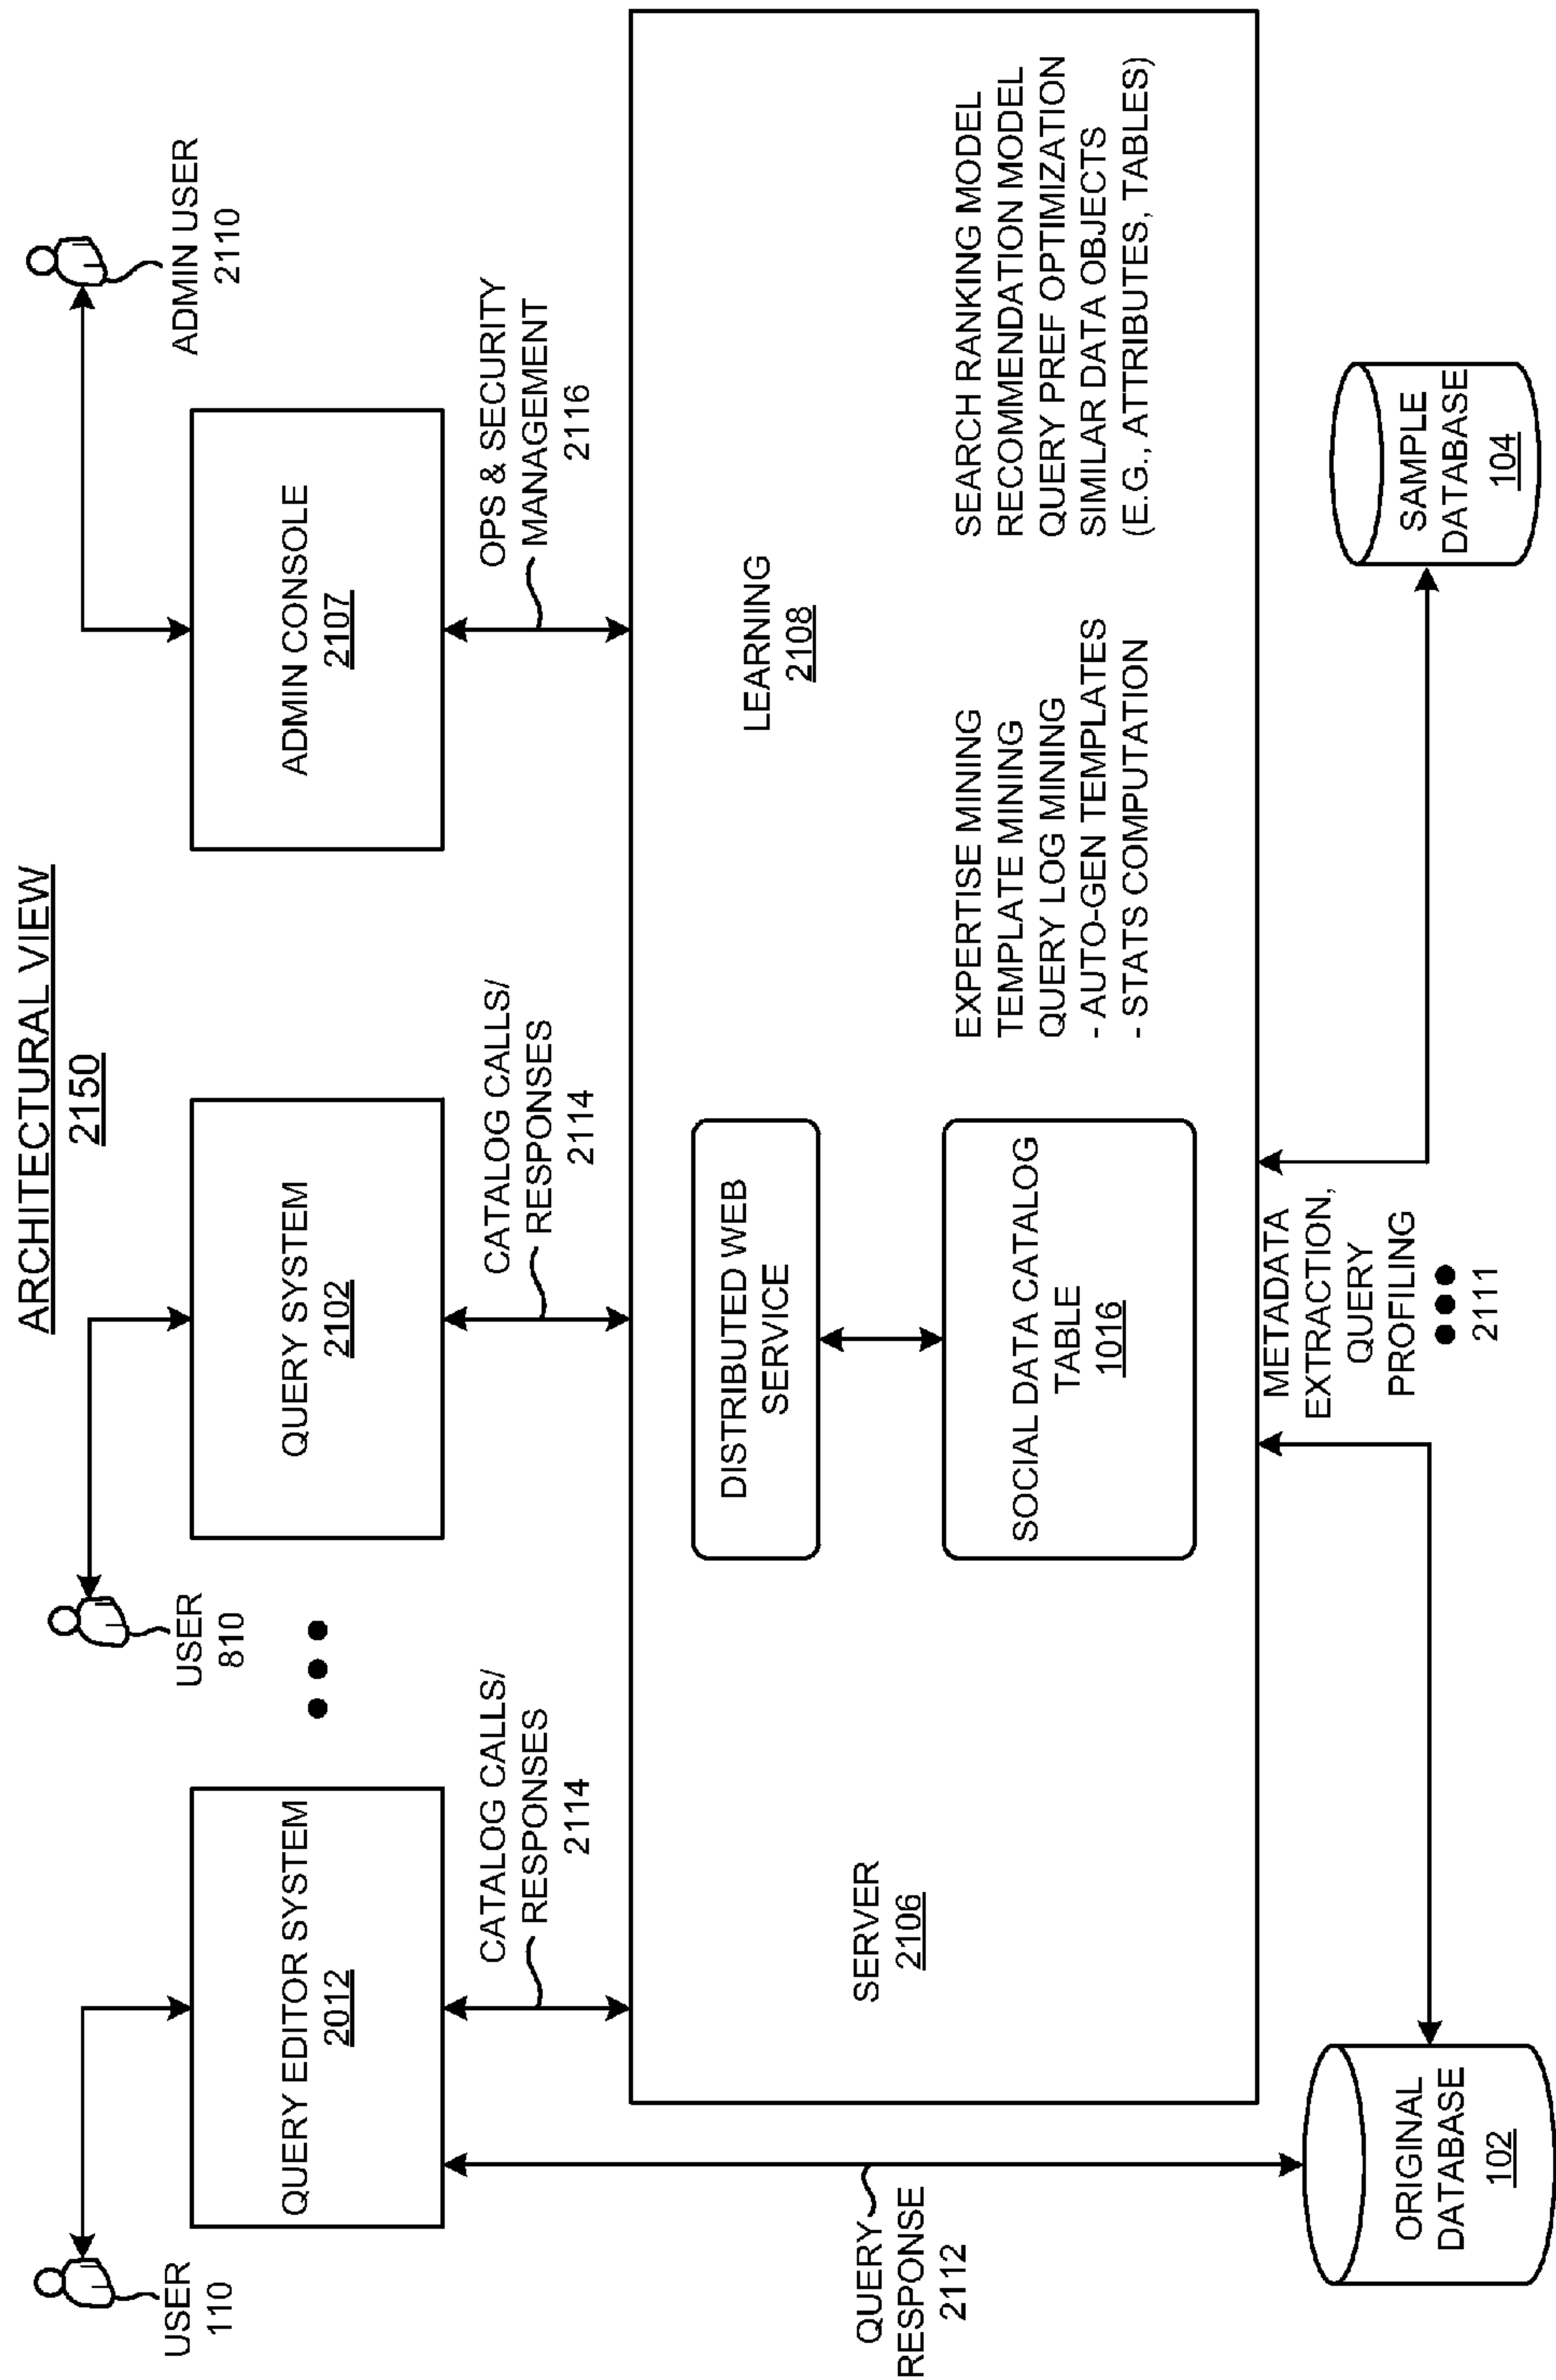 ARCHITECTURAL VIEW
2150
USER
110
USER
810
ADMIN USER
2110
QUERY EDITOR SYSTEM
2012
QUERY SYSTEM
2102
ADMIN CONSOLE
2107
CATALOG CALLS/
RESPONSES
2114
CATALOG CALLS/
RESPONSES
2114
OPS & SECURITY
MANAGEMENT
2116
QUERY
RESPONSE
2112
SERVER
2106
DISTRIBUTED WEB
SERVICE
SOCIAL DATA CATALOG
TABLE
1016
LEARNING
2108
EXPERTISE MINING
TEMPLATE MINING
QUERY LOG MINING
- AUTO-GEN TEMPLATES
- STATS COMPUTATION
SEARCH RANKING MODEL
RECOMMENDATION MODEL
QUERY PREF OPTIMIZATION
SIMILAR DATA OBJECTS
(E.G., ATTRIBUTES, TABLES)
ORIGINAL
DATABASE
102
METADATA
EXTRACTION,
QUERY
PROFILING
2111
SAMPLE
DATABASE
104